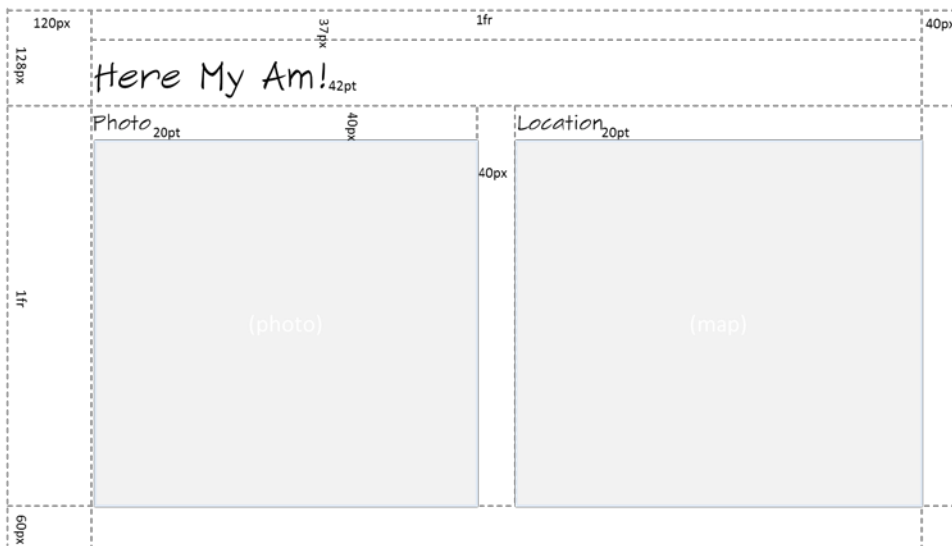 120px
37px
1fr
40px
128px
Here My Am! 42pt
Photo 20pt
40px
Location 20pt
40px
1fr
(photo)
(map)
60px